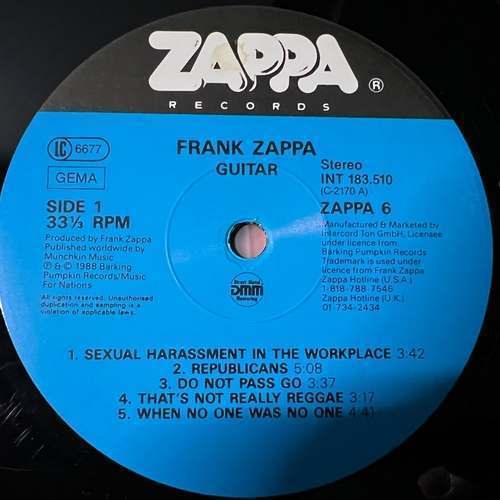 ZAPPA ®
RECORDS
FRANK ZAPPA
GUITAR
LC 6677
GEMA
SIDE 1
33⅓ RPM
Produced by Frank Zappa
Published worldwide by
Munchkin Music
℗ & © 1988 Barking
Pumpkin Records/Music
For Nations
All rights reserved. Unauthorised
duplication and sampling is a
violation of applicable laws.
Stereo
INT 183.510
(C-2170 A)
ZAPPA 6
Manufactured & Marketed by
Intercord Ton GmbH, Licensee
under licence from
Barking Pumpkin Records
Trademark is used under
licence from Frank Zappa
Zappa Hotline (U.S.A.)
1-818-788-7546
Zappa Hotline (U.K.)
01-734-2434
Direct Metal
DMM
Mastering
1. SEXUAL HARASSMENT IN THE WORKPLACE 3:42
2. REPUBLICANS 5:08
3. DO NOT PASS GO 3:37
4. THAT'S NOT REALLY REGGAE 3:17
5. WHEN NO ONE WAS NO ONE 4:41